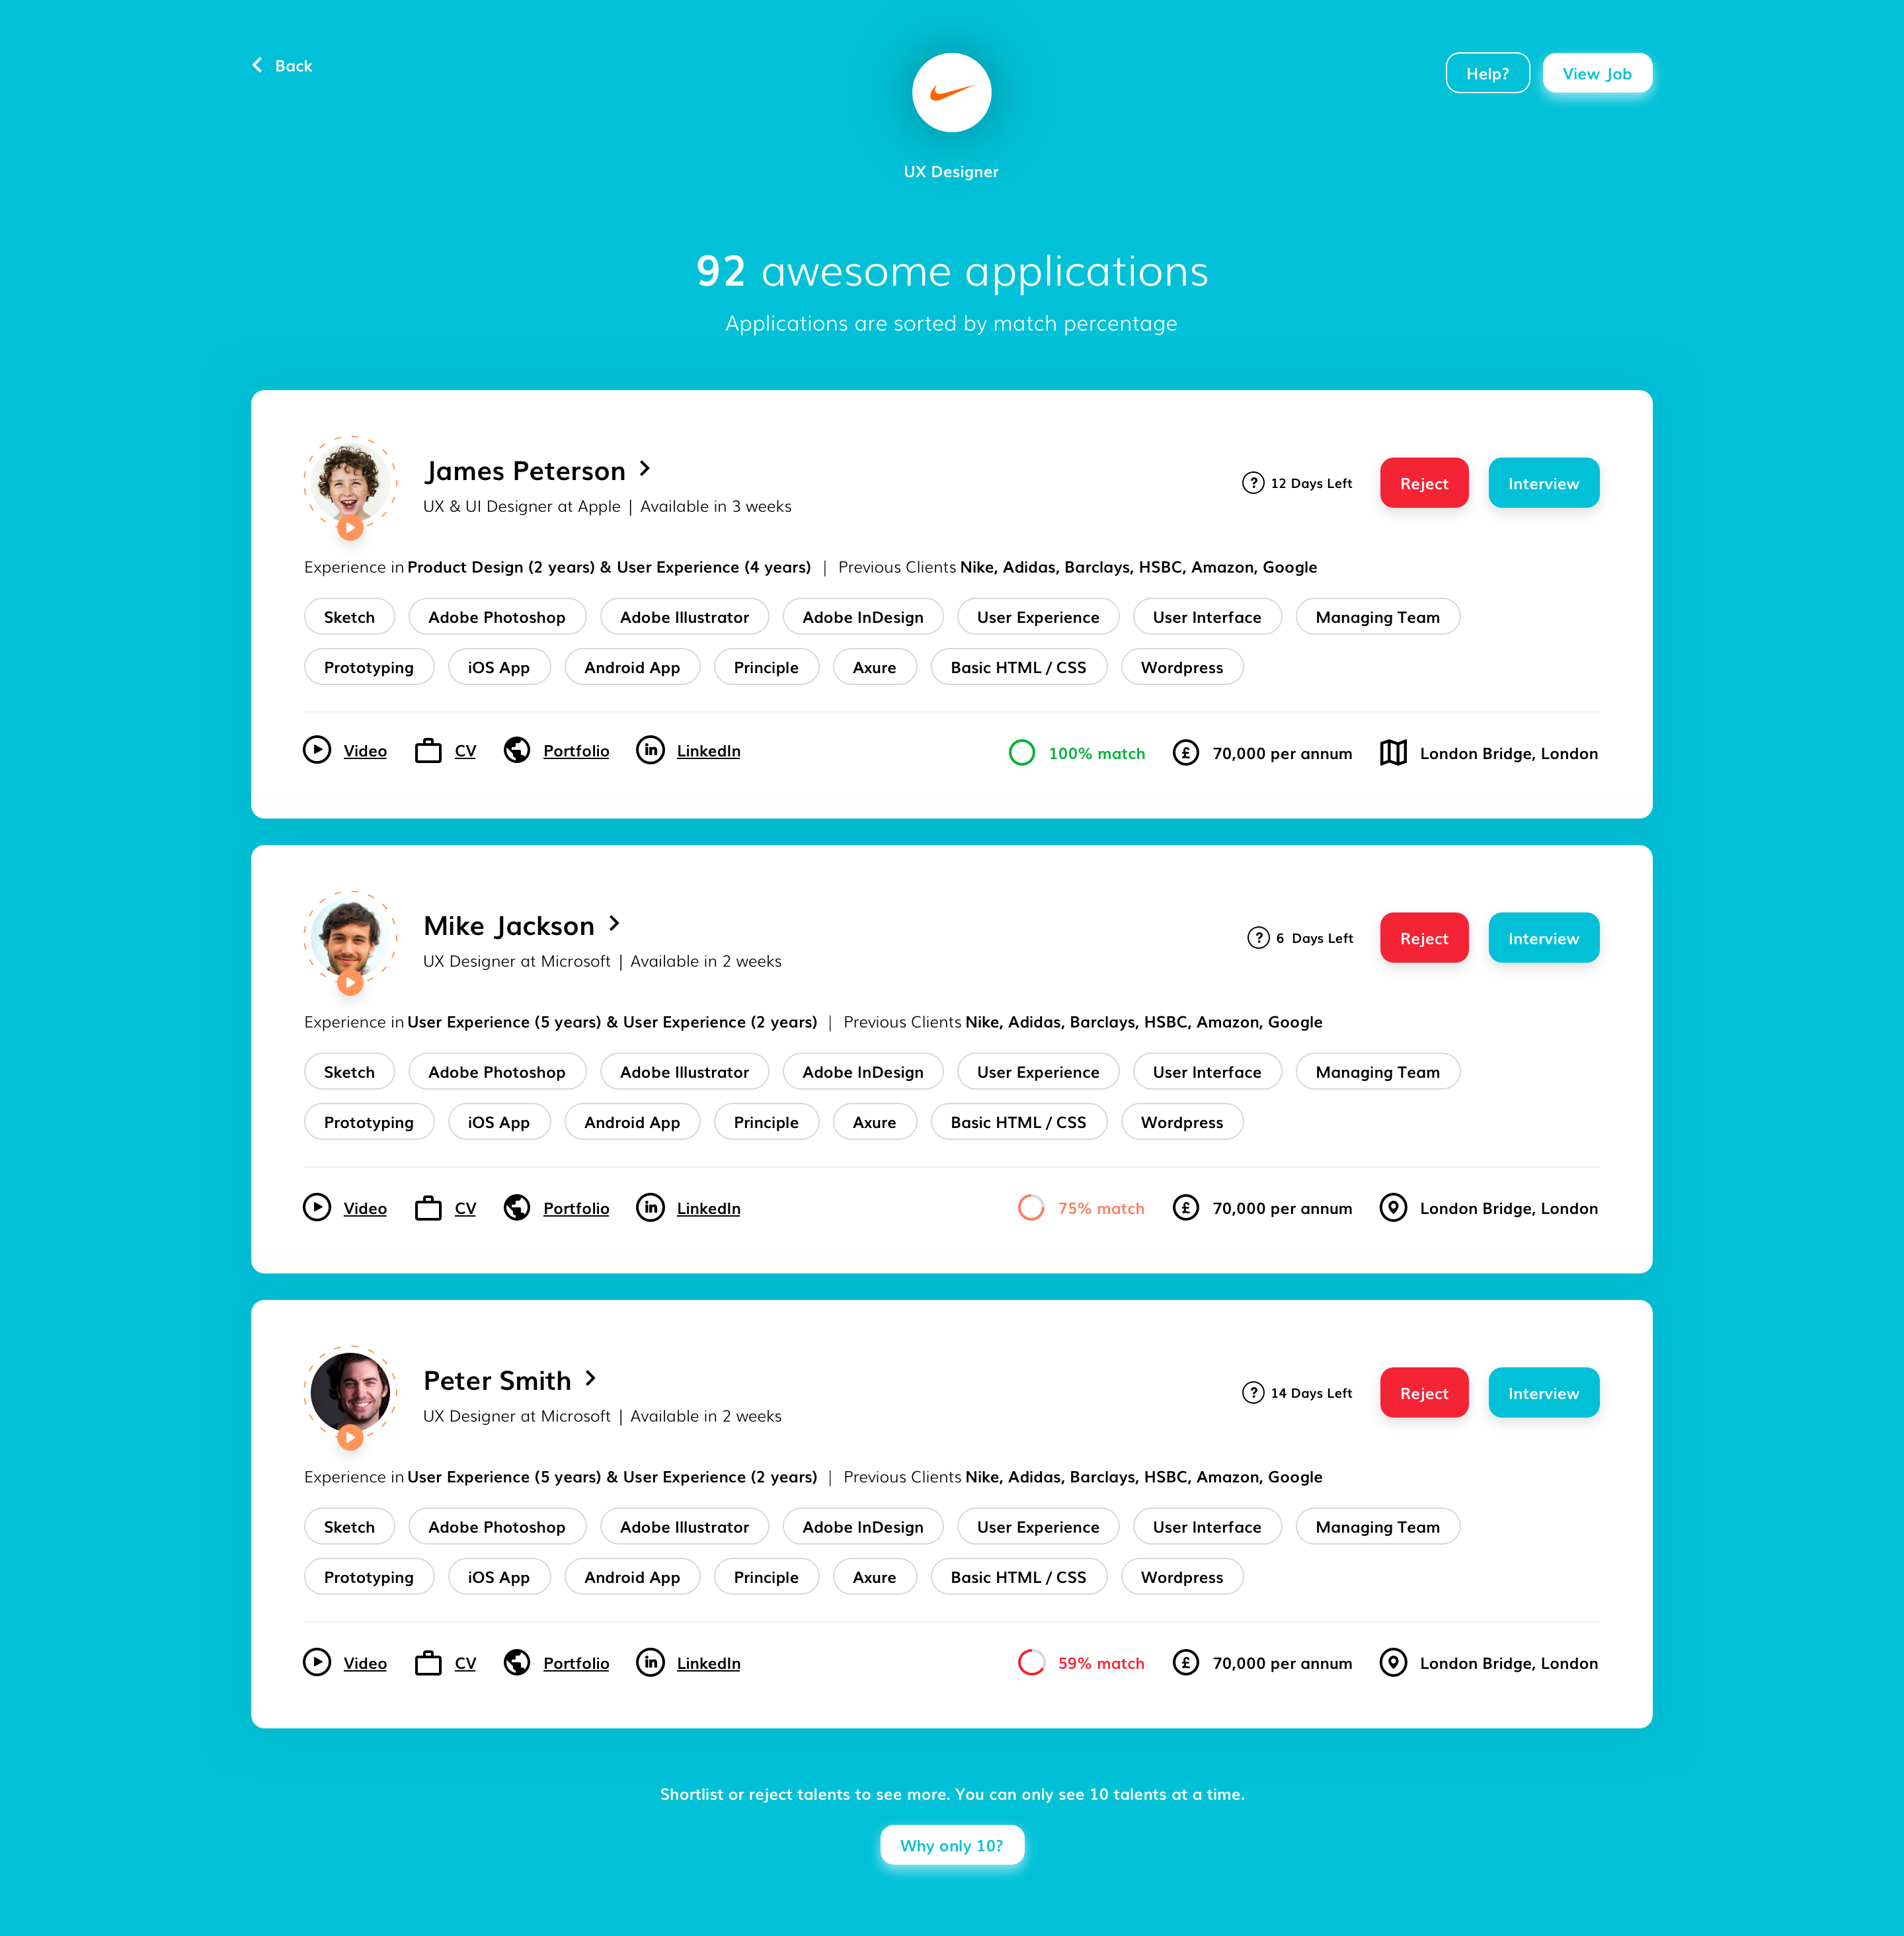 Back
Help?
View Job
UX Designer
92 awesome applications
Applications are sorted by match percentage
James Peterson
UX & UI Designer at Apple | Available in 3 weeks
? 12 Days Left
Reject
Interview
Experience in Product Design (2 years) & User Experience (4 years) | Previous Clients Nike, Adidas, Barclays, HSBC, Amazon, Google
Sketch Adobe Photoshop Adobe Illustrator Adobe InDesign User Experience User Interface Managing Team
Prototyping iOS App Android App Principle Axure Basic HTML / CSS Wordpress
Video CV Portfolio in LinkedIn 100% match £ 70,000 per annum London Bridge, London
Mike Jackson
UX Designer at Microsoft | Available in 2 weeks
? 6 Days Left
Reject
Interview
Experience in User Experience (5 years) & User Experience (2 years) | Previous Clients Nike, Adidas, Barclays, HSBC, Amazon, Google
Sketch Adobe Photoshop Adobe Illustrator Adobe InDesign User Experience User Interface Managing Team
Prototyping iOS App Android App Principle Axure Basic HTML / CSS Wordpress
Video CV Portfolio in LinkedIn 75% match £ 70,000 per annum London Bridge, London
Peter Smith
UX Designer at Microsoft | Available in 2 weeks
? 14 Days Left
Reject
Interview
Experience in User Experience (5 years) & User Experience (2 years) | Previous Clients Nike, Adidas, Barclays, HSBC, Amazon, Google
Sketch Adobe Photoshop Adobe Illustrator Adobe InDesign User Experience User Interface Managing Team
Prototyping iOS App Android App Principle Axure Basic HTML / CSS Wordpress
Video CV Portfolio in LinkedIn 59% match £ 70,000 per annum London Bridge, London
Shortlist or reject talents to see more. You can only see 10 talents at a time.
Why only 10?